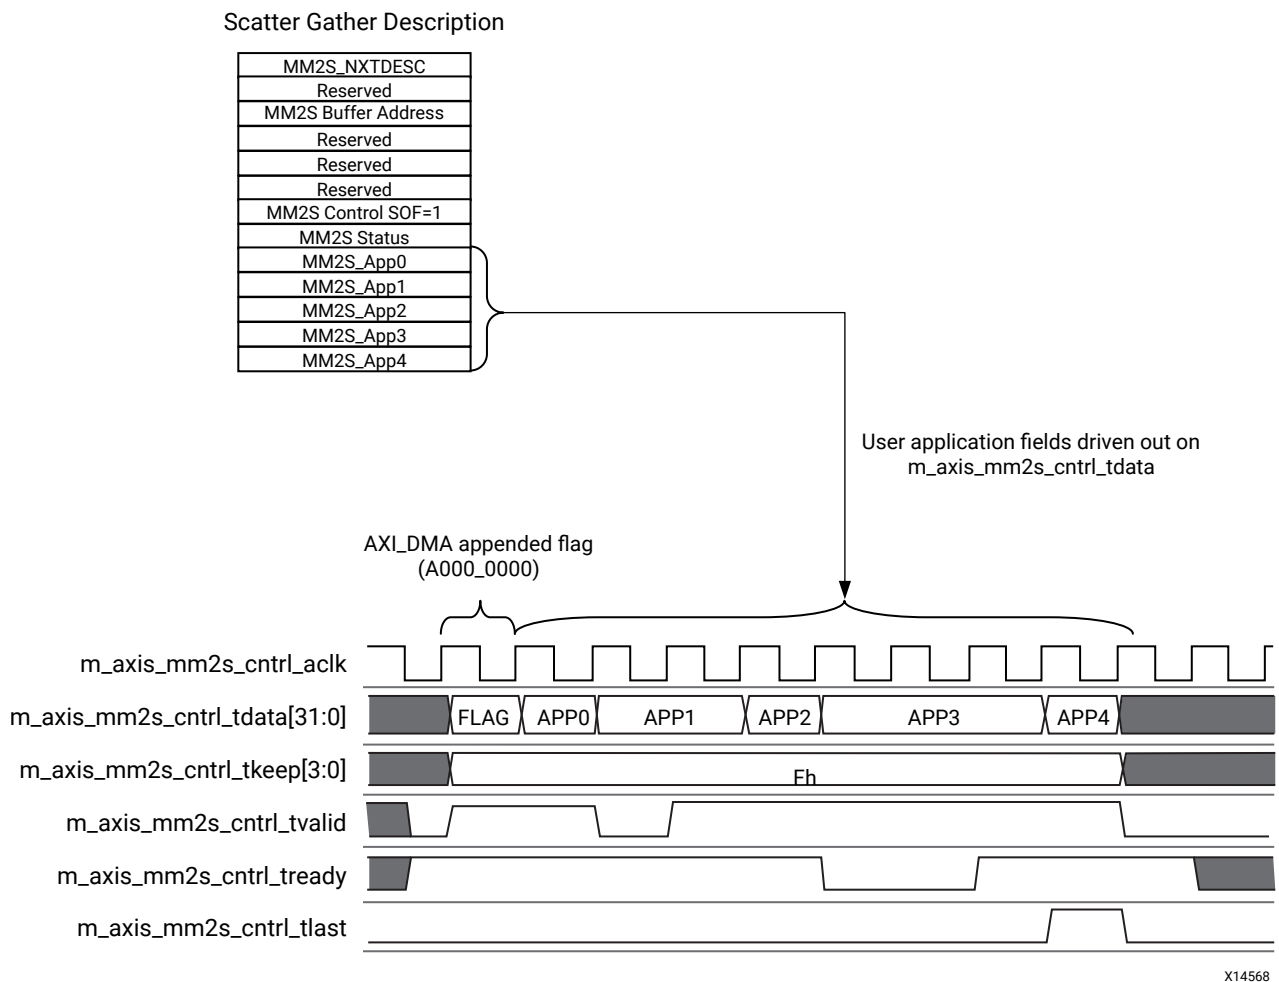 Scatter Gather Description
MM2S_NXTDESC
Reserved
MM2S Buffer Address
Reserved
Reserved
Reserved
MM2S Control SOF=1
MM2S Status
MM2S_App0
MM2S_App1
MM2S_App2
MM2S_App3
MM2S_App4
User application fields driven out on
m_axis_mm2s_cntrl_tdata
AXI_DMA appended flag
(A000_0000)
m_axis_mm2s_cntrl_aclk
m_axis_mm2s_cntrl_tdata[31:0] FLAG APP0 APP1 APP2 APP3 APP4
m_axis_mm2s_cntrl_tkeep[3:0] Fh
m_axis_mm2s_cntrl_tvalid
m_axis_mm2s_cntrl_tready
m_axis_mm2s_cntrl_tlast
X14568